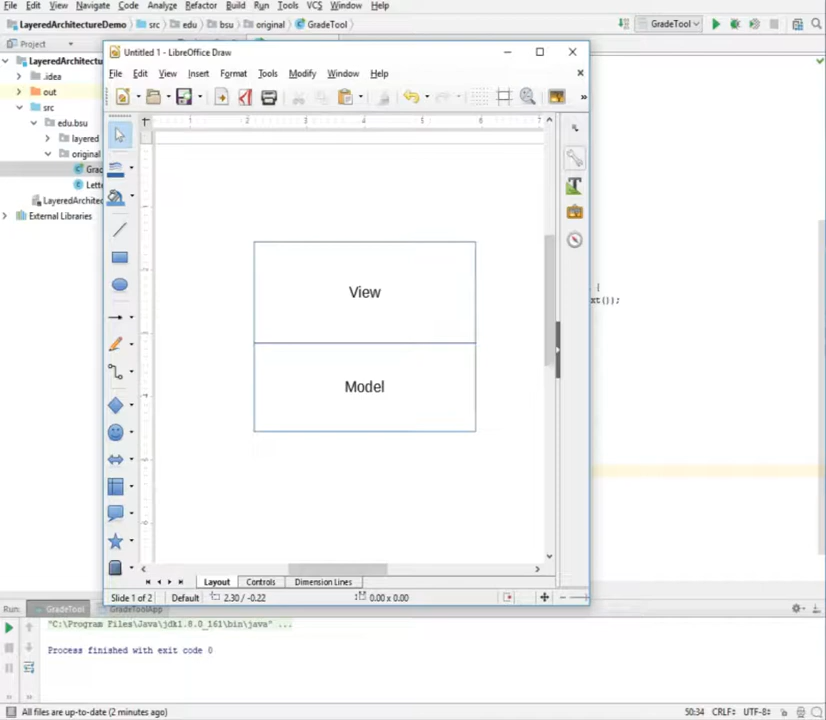 File Edit View Navigate Code Analyze Refactor Build Run Tools VCS Window Help
LayeredArchitectureDemo src edu bsu original GradeTool
GradeTool
Project
LayeredArchitectu
.idea
out
src
edu.bsu
layered
original
Grac
Lette
LayeredArchitec
External Libraries
Untitled 1 - LibreOffice Draw
File Edit View Insert Format Tools Modify Window Help
View
Model
Layout Controls Dimension Lines
Slide 1 of 2 Default 2.30 / -0.22 0.00 x 0.00
{
xt());
Run: GradeTool GradeToolApp
"C:\Program Files\Java\jdk1.8.0_161\bin\java" ...
Process finished with exit code 0
All files are up-to-date (2 minutes ago) 50:34 CRLF÷ UTF-8÷